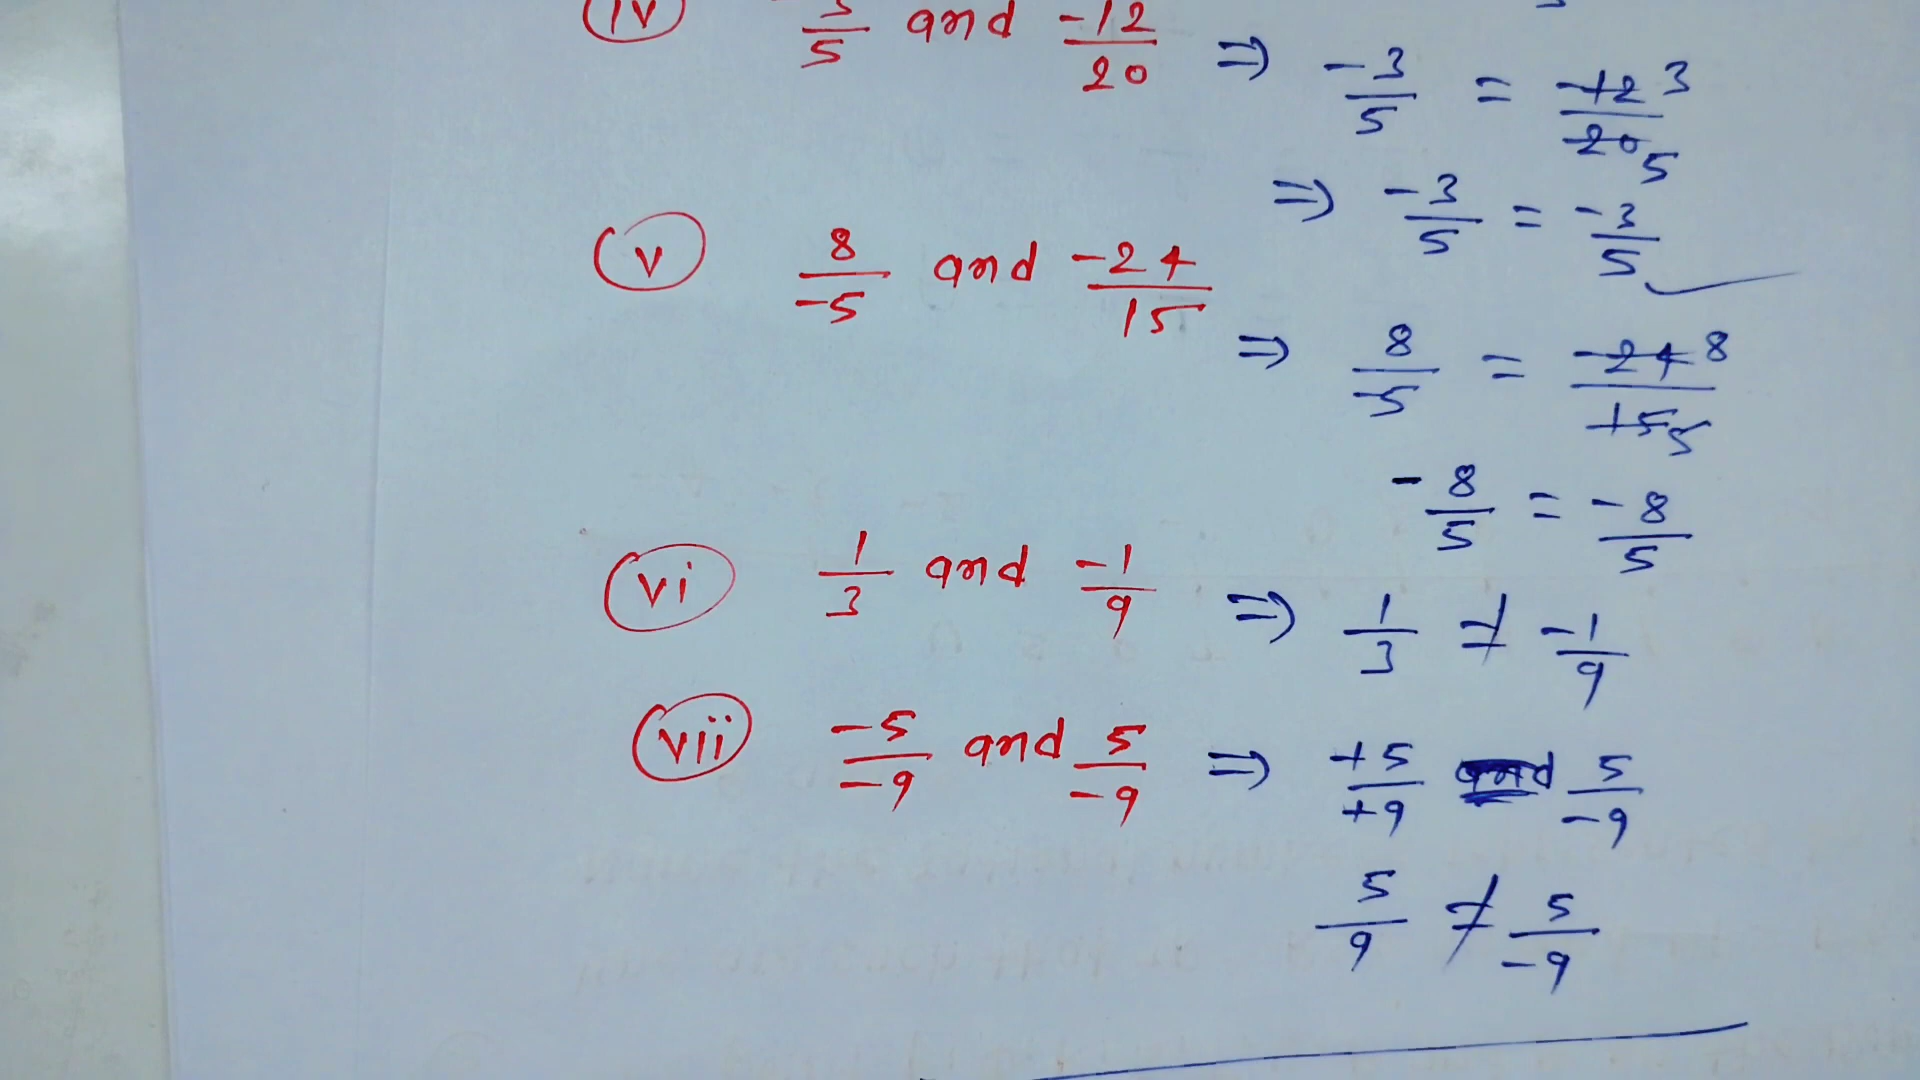 (iv) -3/5 and -12/20 ⇒ -3/5 = -12/20 3 5
⇒ -3/5 = -3/5
(v) 8/-5 and -24/15 ⇒ 8/-5 = -24/15 8 5
-8/5 = -8/5
(vi) 1/3 and -1/9 ⇒ 1/3 ≠ -1/9
(vii) -5/-9 and 5/-9 ⇒ +5/+9 and 5/-9
5/9 ≠ 5/-9